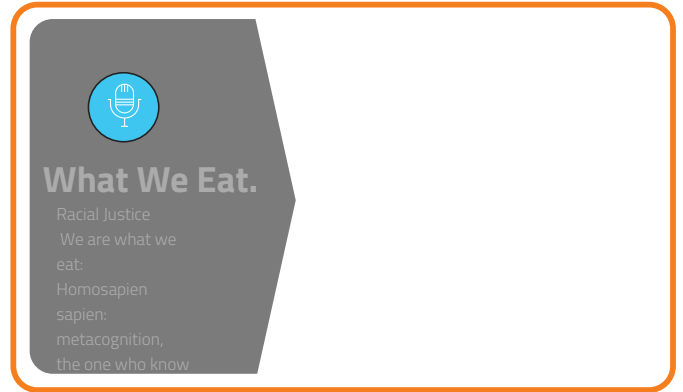 What We Eat.
Racial Justice
We are what we
eat:
Homosapien
sapien:
metacognition,
the one who know